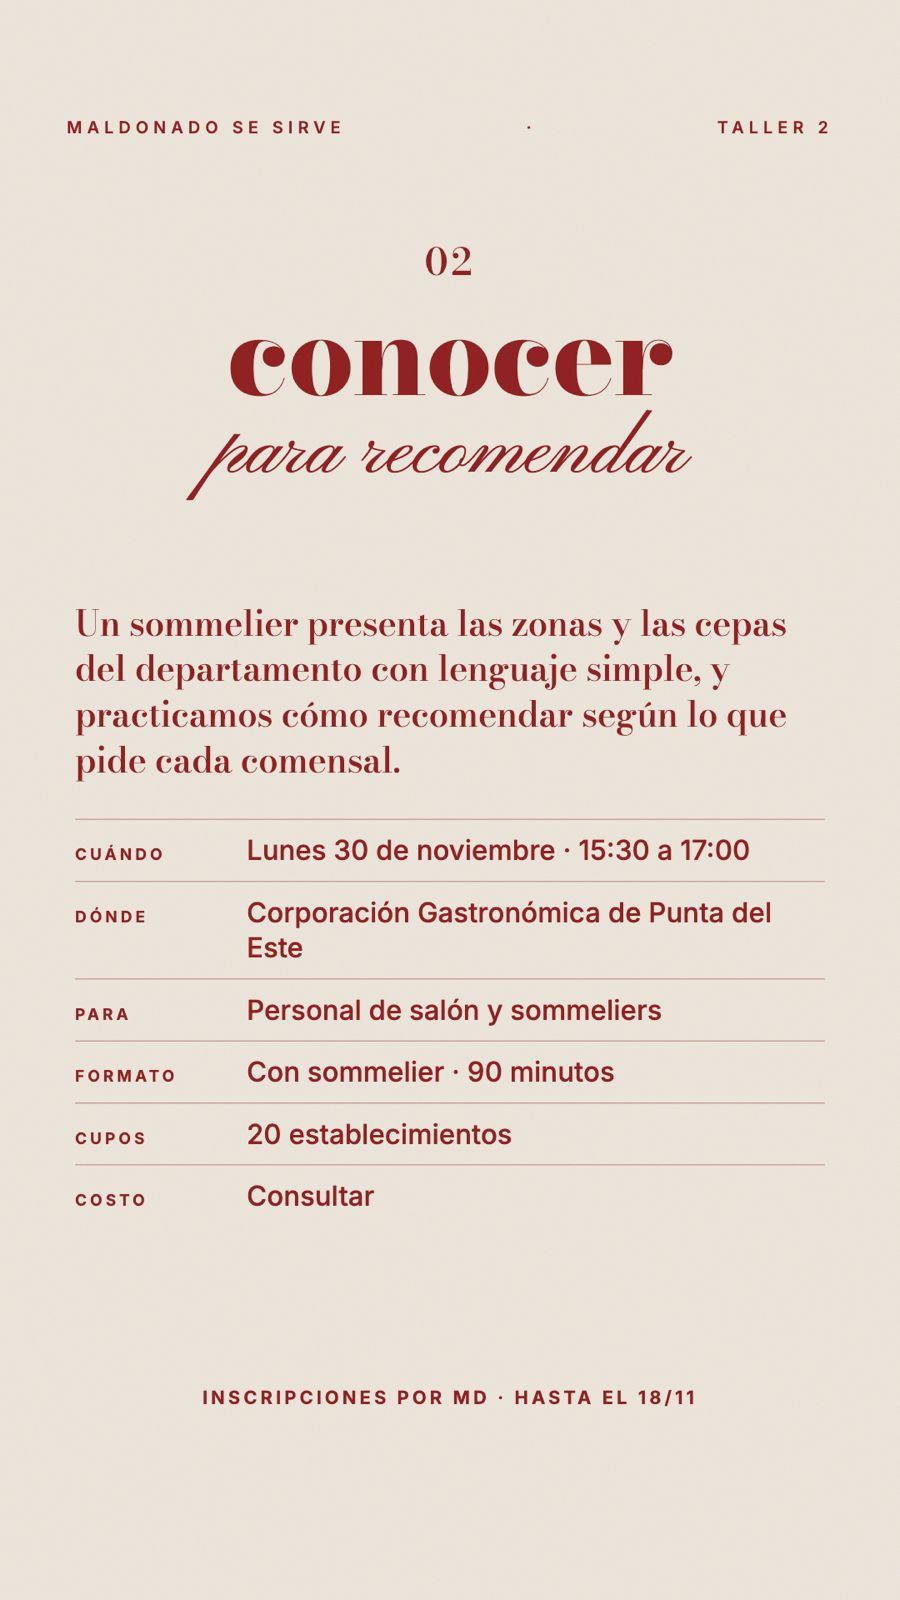 MALDONADO SE SIRVE · TALLER 2
02
conocer
para recomendar
Un sommelier presenta las zonas y las cepas
del departamento con lenguaje simple, y
practicamos cómo recomendar según lo que
pide cada comensal.
CUÁNDO Lunes 30 de noviembre · 15:30 a 17:00
DÓNDE Corporación Gastronómica de Punta del
Este
PARA Personal de salón y sommeliers
FORMATO Con sommelier · 90 minutos
CUPOS 20 establecimientos
COSTO Consultar
INSCRIPCIONES POR MD · HASTA EL 18/11